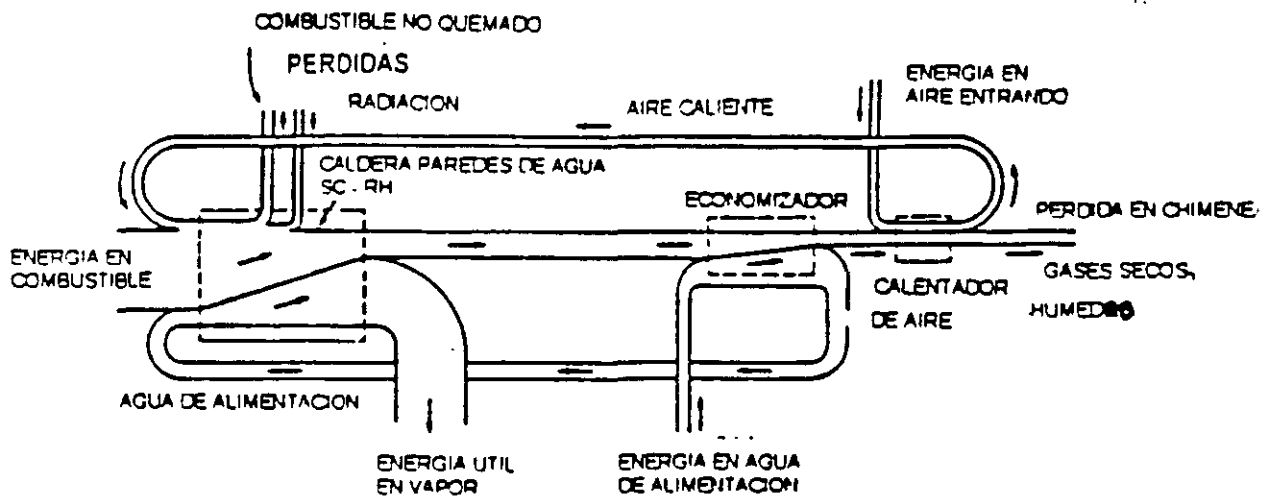 COMBUSTIBLE NO QUEMADO
PERDIDAS
RADIACION
AIRE CALIENTE
ENERGIA EN
AIRE ENTRANDO
CALDERA PAREDES DE AGUA
SC - RH
ECONOMIZADOR
PERDIDA EN CHIMENE
ENERGIA EN
COMBUSTIBLE
GASES SECOS,
HUMEDOS
CALENTADOR
DE AIRE
AGUA DE ALIMENTACION
ENERGIA UTIL
EN VAPOR
ENERGIA EN AGUA
DE ALIMENTACION